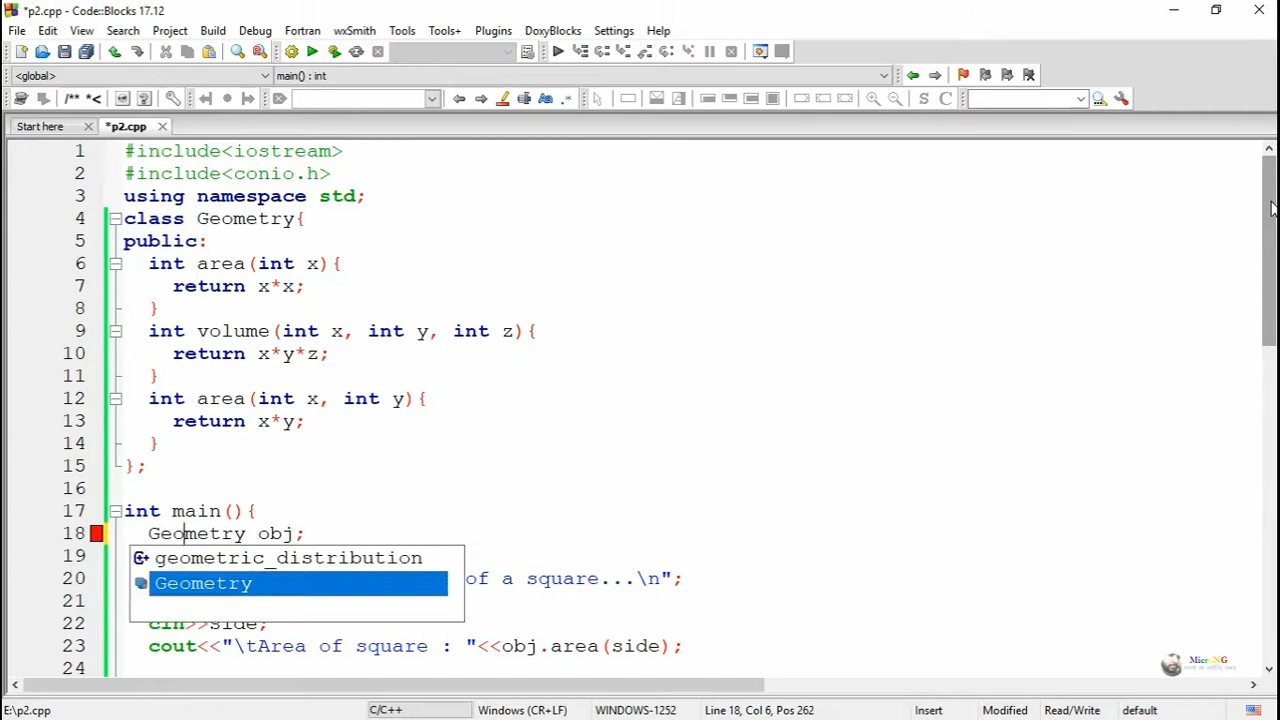 *p2.cpp - Code::Blocks 17.12
File Edit View Search Project Build Debug Fortran wxSmith Tools Tools+ Plugins DoxyBlocks Settings Help
<global> main() : int
/** *<
Start here *p2.cpp
1 #include<iostream>
2 #include<conio.h>
3 using namespace std;
4 class Geometry{
5 public:
6 int area(int x){
7 return x*x;
8 }
9 int volume(int x, int y, int z){
10 return x*y*z;
11 }
12 int area(int x, int y){
13 return x*y;
14 }
15 };
16
17 int main(){
18 Geometry obj;
19 geometric_distribution
20 of a square...\n";
Geometry
21
22 cin>>side;
23 cout<<"\tArea of square : "<<obj.area(side);
24
MicroNG
E:\p2.cpp C/C++ Windows (CR+LF) WINDOWS-1252 Line 18, Col 6, Pos 262 Insert Modified Read/Write default